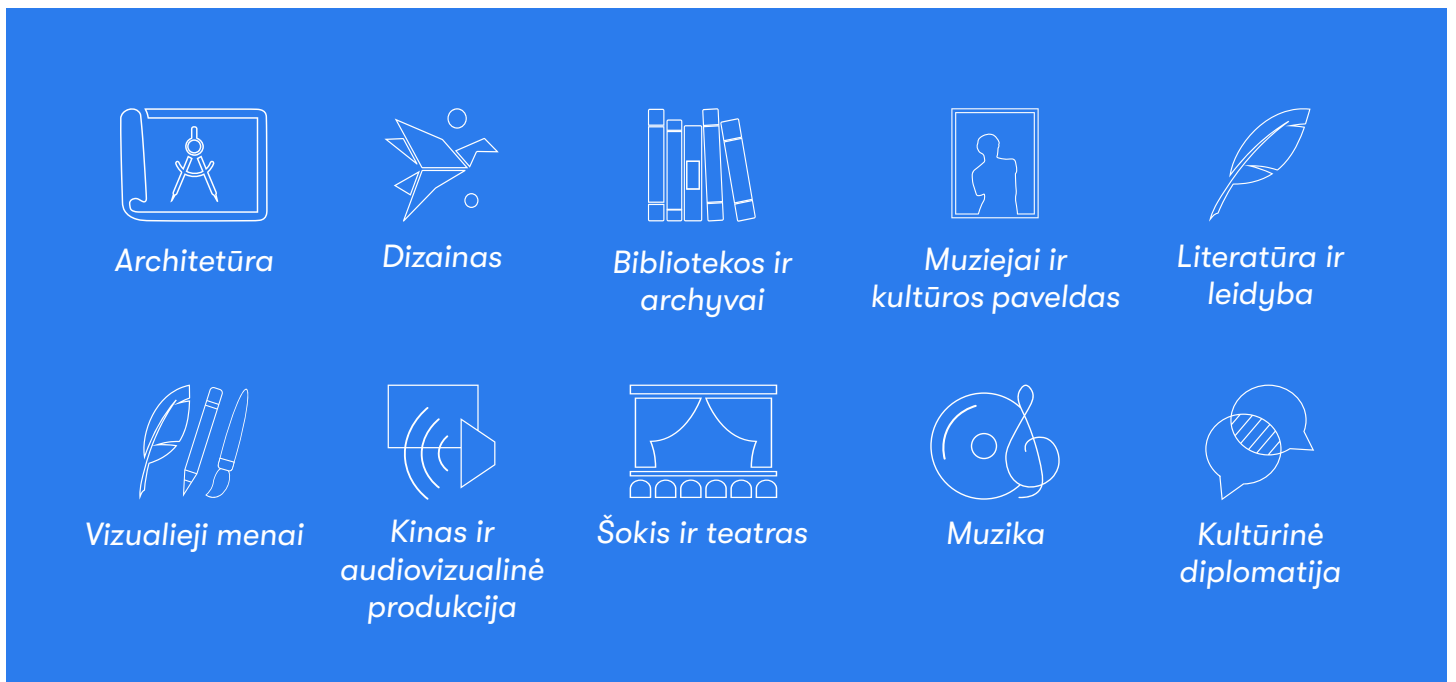 Architetūra
Dizainas
Bibliotekos ir
archyvai
Muziejai ir
kultūros paveldas
Literatūra ir
leidyba
Vizualieji menai
Kinas ir
audiovizualinė
produkcija
Šokis ir teatras
Muzika
Kultūrinė
diplomatija